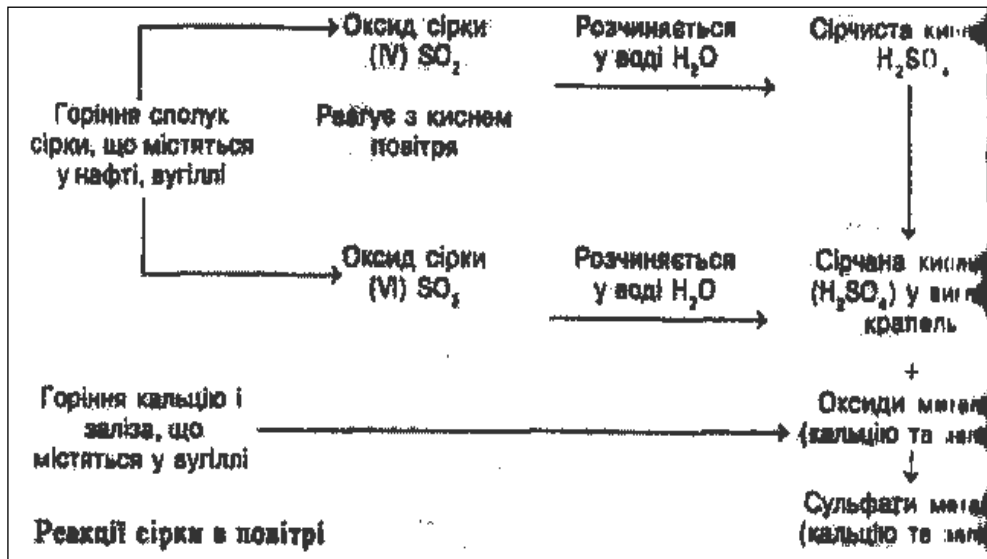 Оксид сірки
(IV) SO₂
Розчиняється
у воді H₂O
Сірчиста
Горіння сполук
сірки, що містяться
у нафті, вугіллі
Реагує з киснем
повітря
Оксид сірки
(VI)
Розчиняється
у воді H₂O
Сірчана
(H₂SO₄) у
крапель
+
Горіння кальцію і
заліза, що
містяться у вугіллі
Оксиди
(кальцію та
Сульфати
(кальцію та
Реакції сірки в повітрі